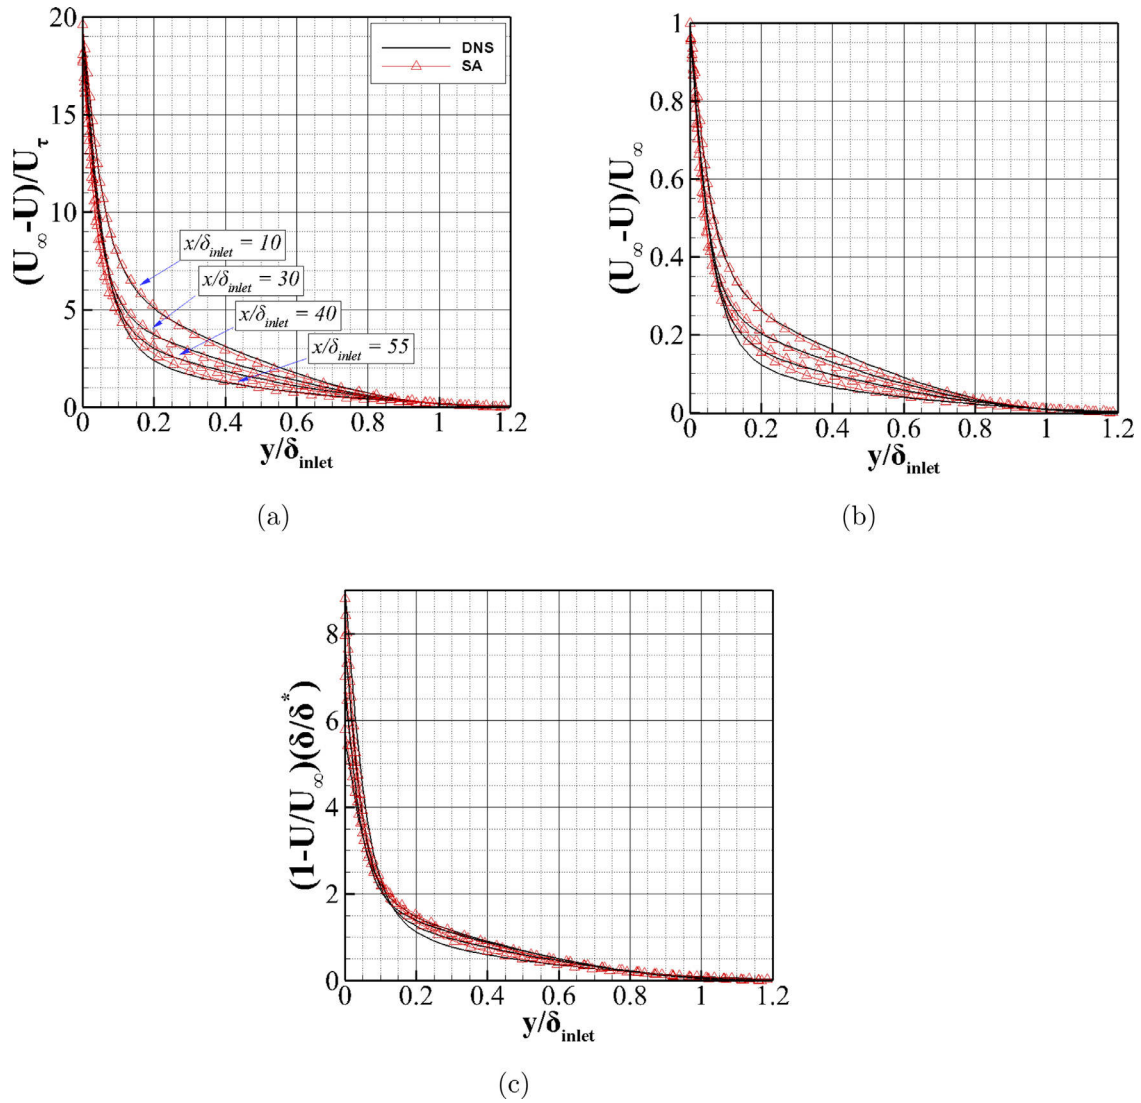 20
15
10
5
0
(U∞-U)/Uτ
DNS
SA
x/δinlet = 10
x/δinlet = 30
x/δinlet = 40
x/δinlet = 55
0 0.2 0.4 0.6 0.8 1 1.2
y/δinlet
(a)
1
0.8
0.6
0.4
0.2
0
(U∞-U)/U∞
0 0.2 0.4 0.6 0.8 1 1.2
y/δinlet
(b)
8
6
4
2
0
(1-U/U∞)(δ/δ*)
0 0.2 0.4 0.6 0.8 1 1.2
y/δinlet
(c)